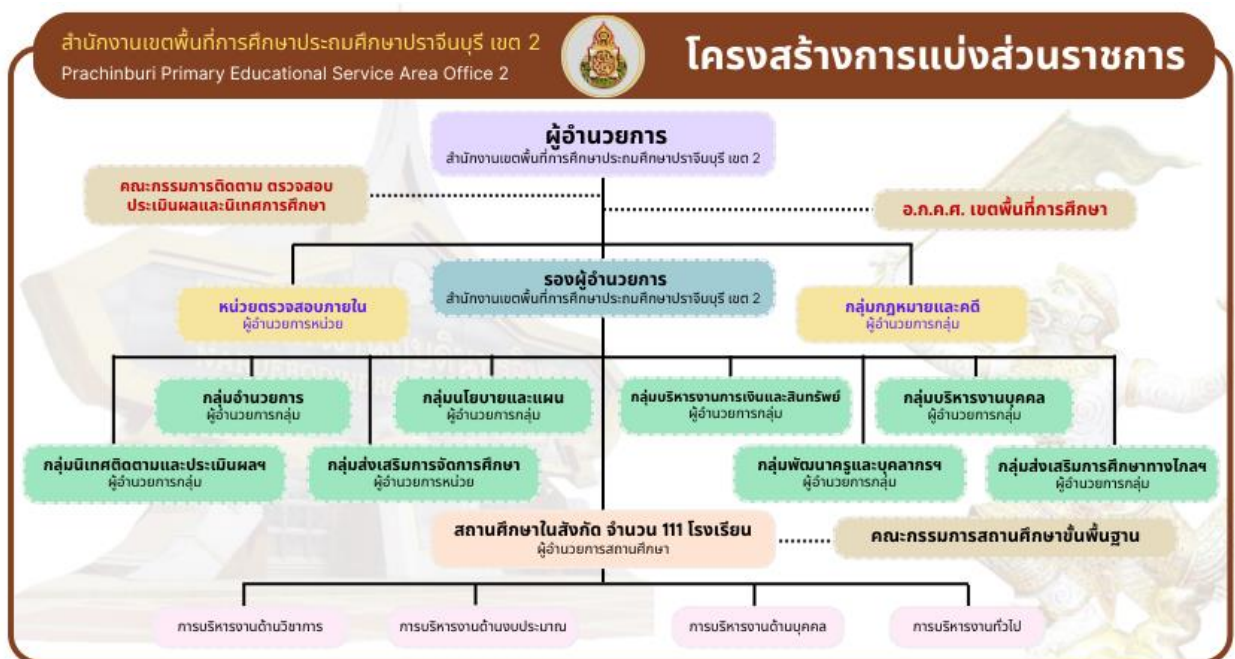 สำนักงานเขตพื้นที่การศึกษาประถมศึกษาปราจีนบุรี เขต 2
Prachinburi Primary Educational Service Area Office 2
โครงสร้างการแบ่งส่วนราชการ
ผู้อำนวยการ
สำนักงานเขตพื้นที่การศึกษาประถมศึกษาปราจีนบุรี เขต 2
คณะกรรมการติดตาม ตรวจสอบ
ประเมินผลและนิเทศการศึกษา
อ.ก.ค.ศ. เขตพื้นที่การศึกษา
รองผู้อำนวยการ
สำนักงานเขตพื้นที่การศึกษาประถมศึกษาปราจีนบุรี เขต 2
หน่วยตรวจสอบภายใน
ผู้อำนวยการหน่วย
กลุ่มกฎหมายและคดี
ผู้อำนวยการกลุ่ม
กลุ่มอำนวยการ
ผู้อำนวยการกลุ่ม
กลุ่มนโยบายและแผน
ผู้อำนวยการกลุ่ม
กลุ่มบริหารงานการเงินและสินทรัพย์
ผู้อำนวยการกลุ่ม
กลุ่มบริหารงานบุคคล
ผู้อำนวยการกลุ่ม
กลุ่มนิเทศติดตามและประเมินผลฯ
ผู้อำนวยการกลุ่ม
กลุ่มส่งเสริมการจัดการศึกษา
ผู้อำนวยการหน่วย
กลุ่มพัฒนาครูและบุคลากรฯ
ผู้อำนวยการกลุ่ม
กลุ่มส่งเสริมการศึกษาทางไกลฯ
ผู้อำนวยการกลุ่ม
สถานศึกษาในสังกัด จำนวน 111 โรงเรียน
ผู้อำนวยการสถานศึกษา
คณะกรรมการสถานศึกษาขั้นพื้นฐาน
การบริหารงานด้านวิชาการ
การบริหารงานด้านงบประมาณ
การบริหารงานด้านบุคคล
การบริหารงานทั่วไป